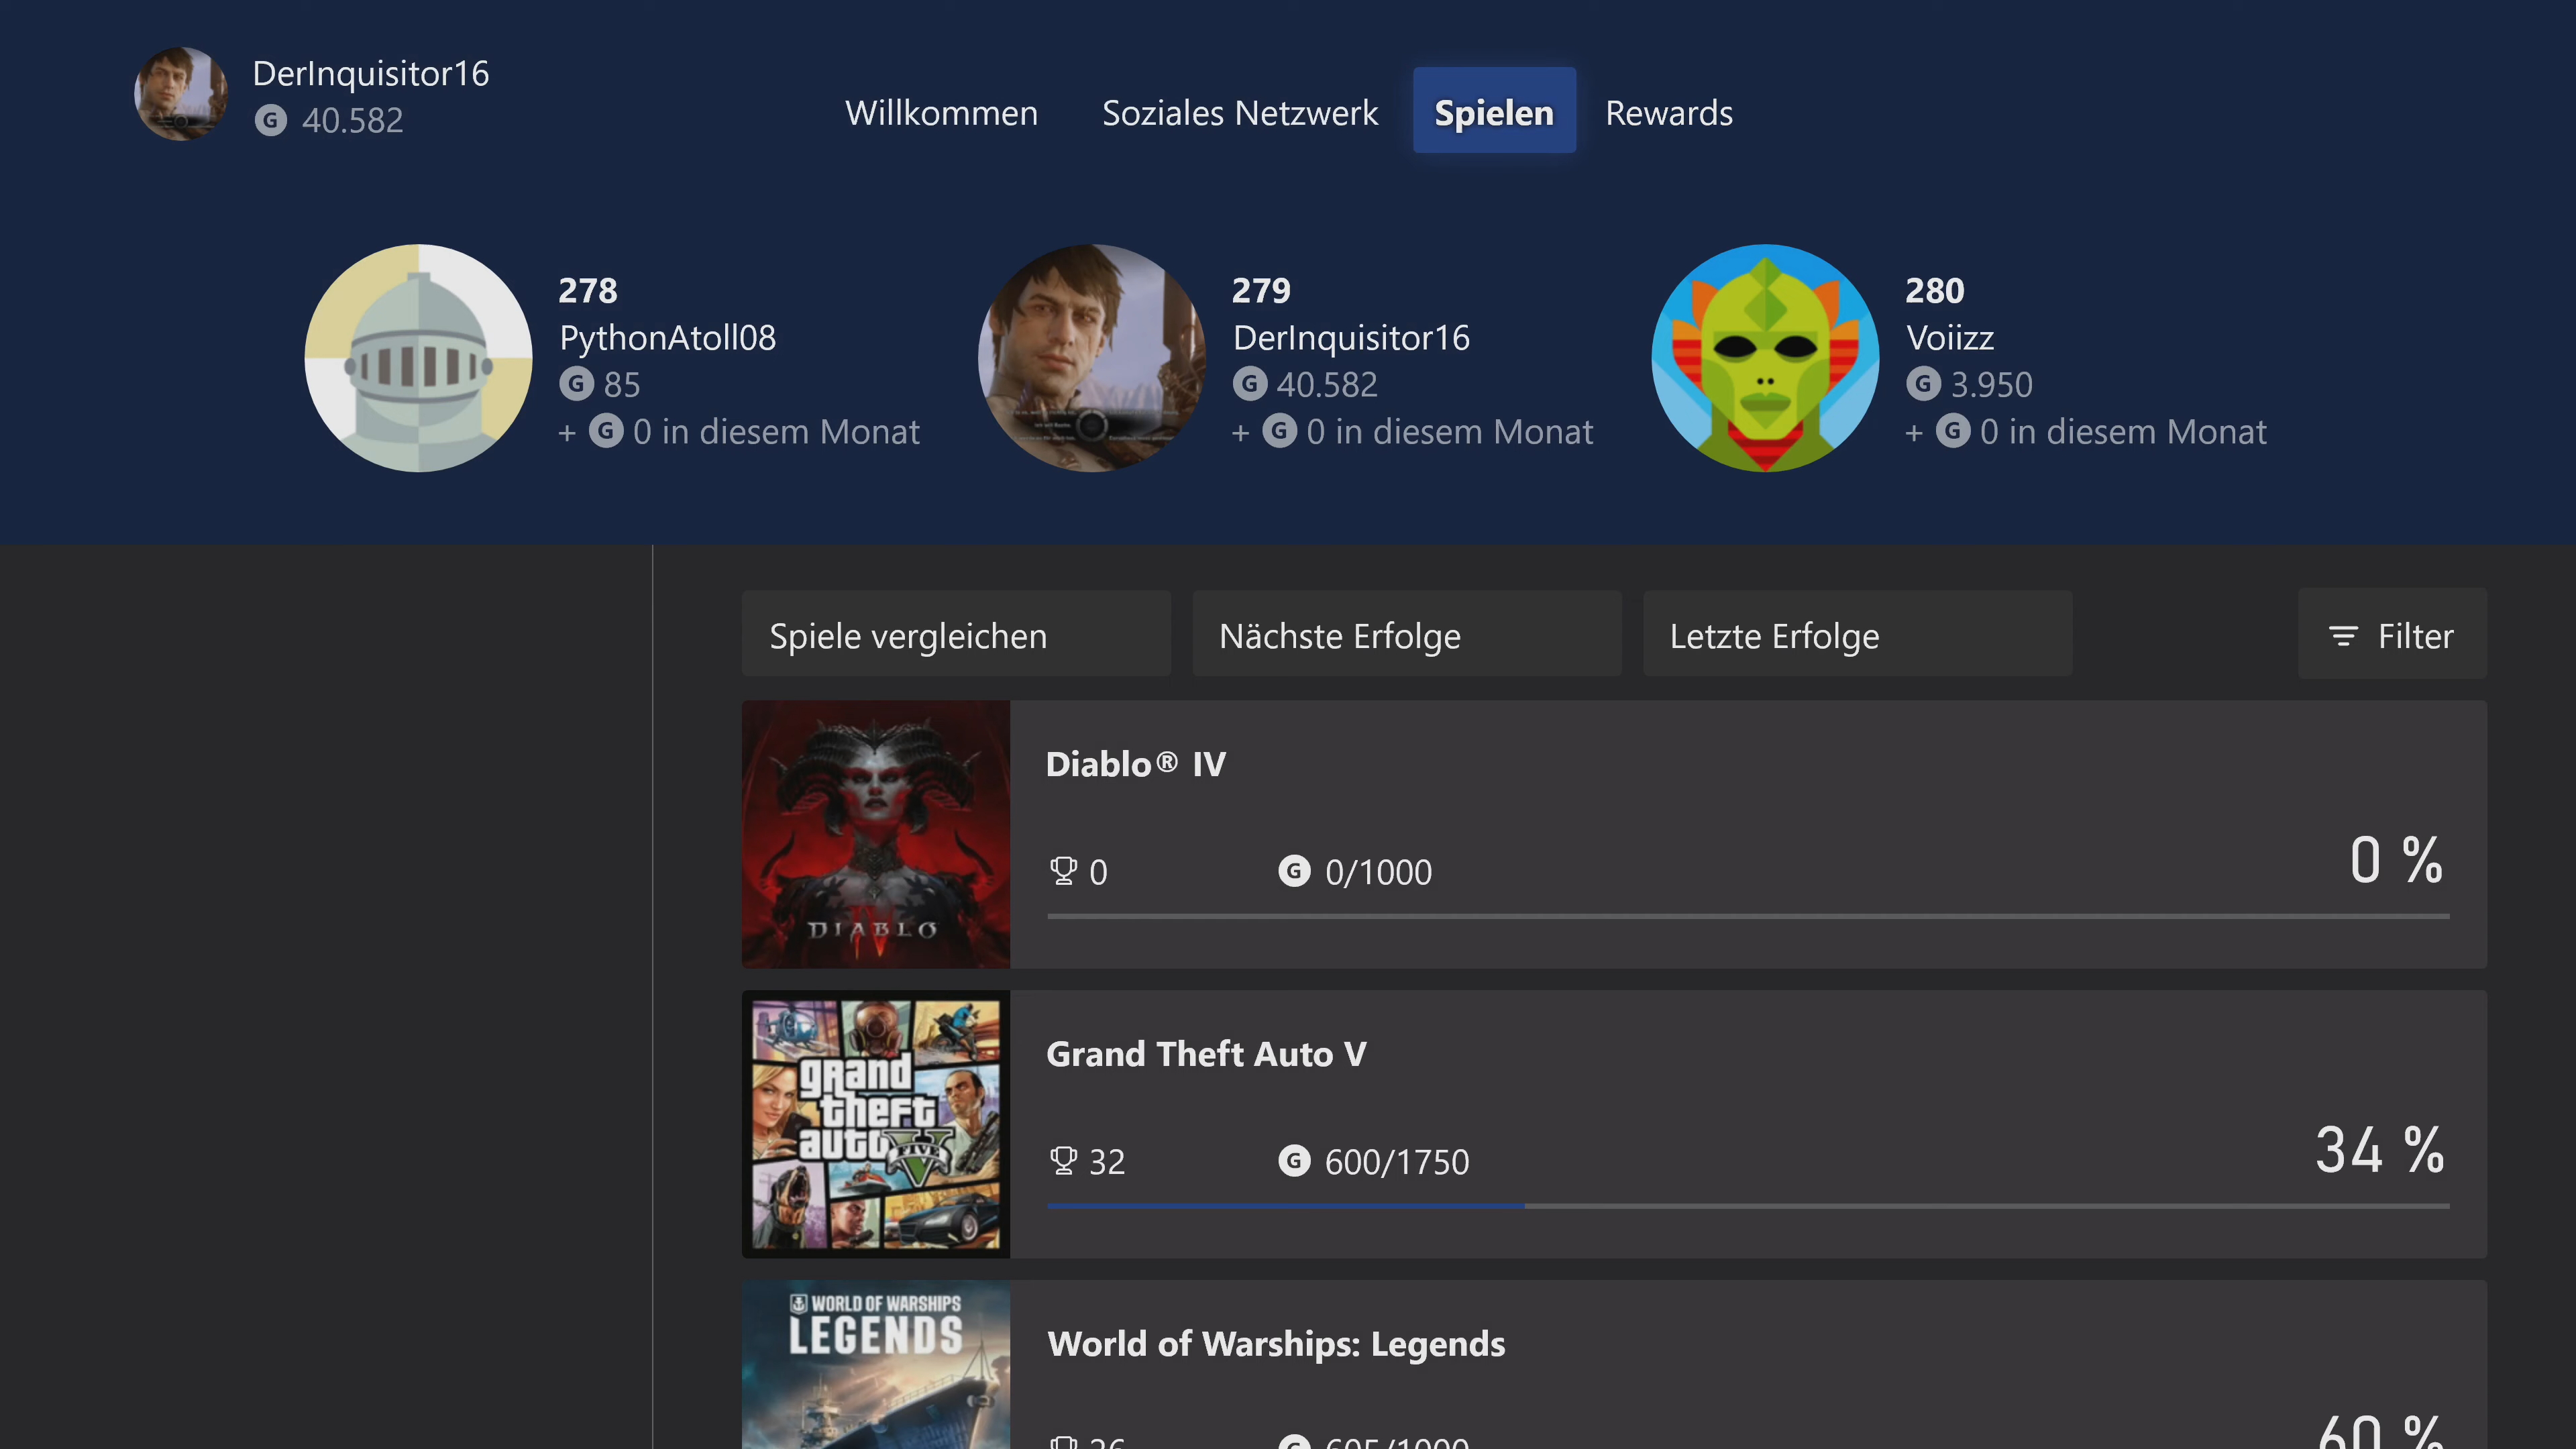 DerInquisitor16
G 40.582
Willkommen
Soziales Netzwerk
Spielen
Rewards
278
PythonAtoll08
G 85
+ G 0 in diesem Monat
279
DerInquisitor16
G 40.582
+ G 0 in diesem Monat
280
Voiizz
G 3.950
+ G 0 in diesem Monat
Spiele vergleichen
Nächste Erfolge
Letzte Erfolge
Filter
DIABLO
IV
Diablo® IV
0
G 0/1000
0 %
grand
theft
auto V
FIVE
Grand Theft Auto V
32
G 600/1750
34 %
WORLD OF WARSHIPS
LEGENDS
World of Warships: Legends